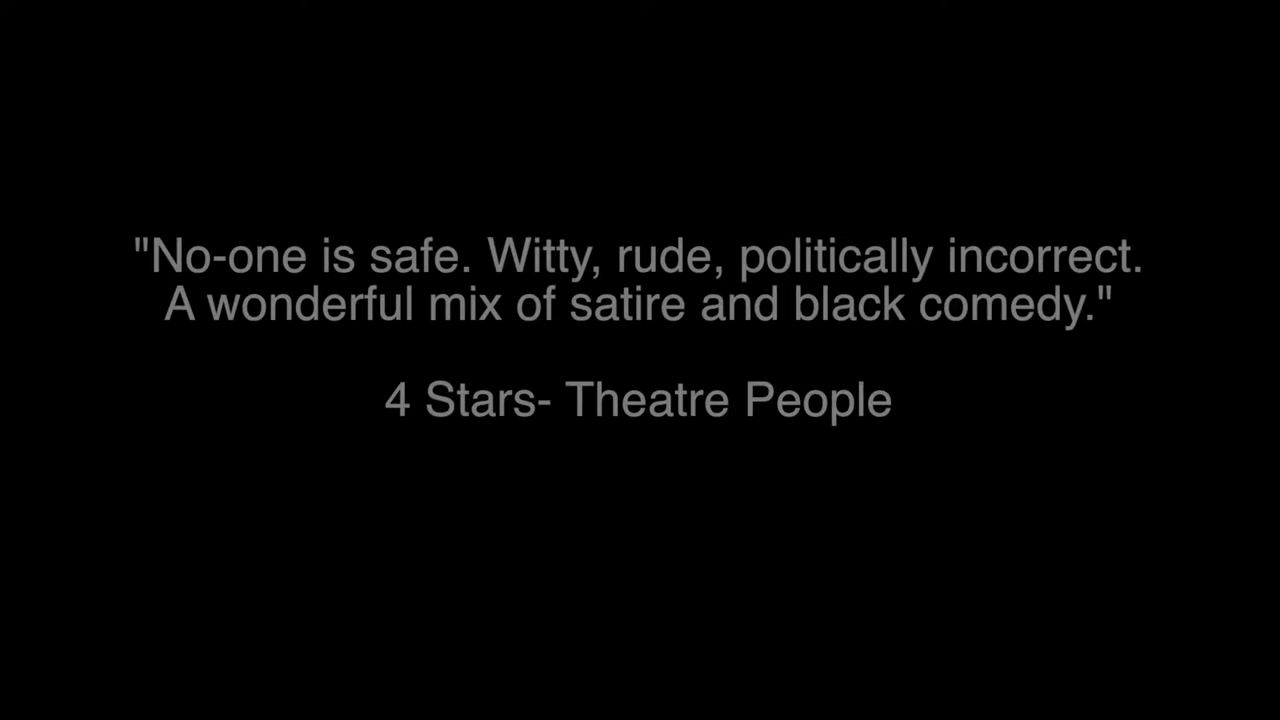 "No-one is safe. Witty, rude, politically incorrect.
A wonderful mix of satire and black comedy."
4 Stars- Theatre People